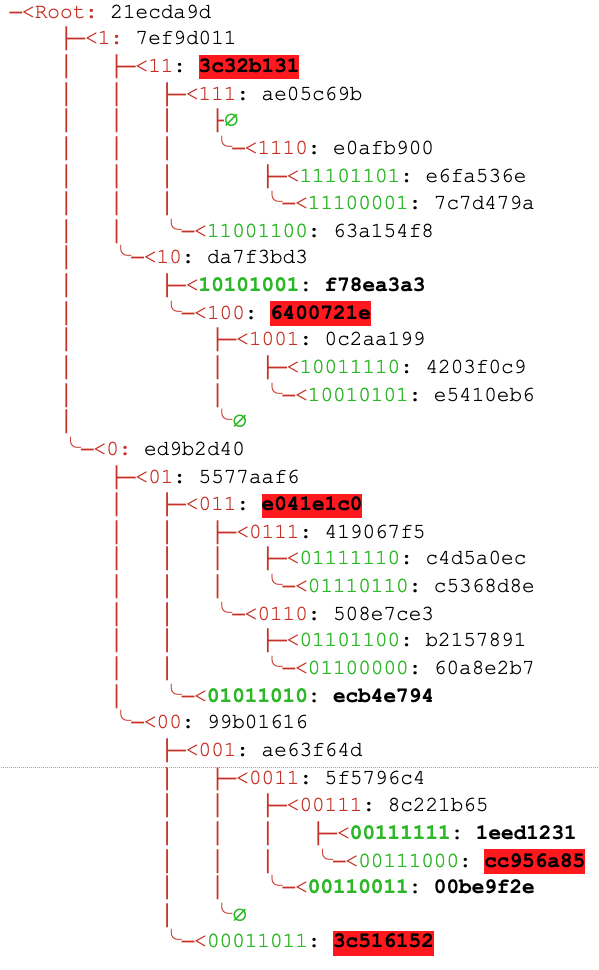 <Root: 21ecda9d
<1: 7ef9d011
<11: 3c32b131
<111: ae05c69b
∅
<1110: e0afb900
<11101101: e6fa536e
<11100001: 7c7d479a
<11001100: 63a154f8
<10: da7f3bd3
<10101001: f78ea3a3
<100: 6400721e
<1001: 0c2aa199
<10011110: 4203f0c9
<10010101: e5410eb6
∅
<0: ed9b2d40
<01: 5577aaf6
<011: e041e1c0
<0111: 419067f5
<01111110: c4d5a0ec
<01110110: c5368d8e
<0110: 508e7ce3
<01101100: b2157891
<01100000: 60a8e2b7
<01011010: ecb4e794
<00: 99b01616
<001: ae63f64d
<0011: 5f5796c4
<00111: 8c221b65
<00111111: 1eed1231
<00111000: cc956a85
<00110011: 00be9f2e
∅
<00011011: 3c516152